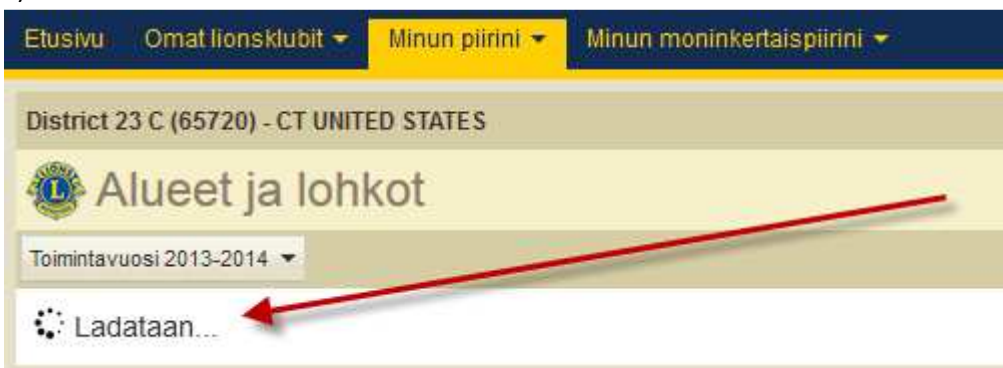 Etusivu Omat lionsklubit Minun piirini Minun moninkertaispiirini
District 23 C (65720) - CT UNITED STATES
L Alueet ja lohkot
Toimintavuosi 2013-2014
Ladataan...